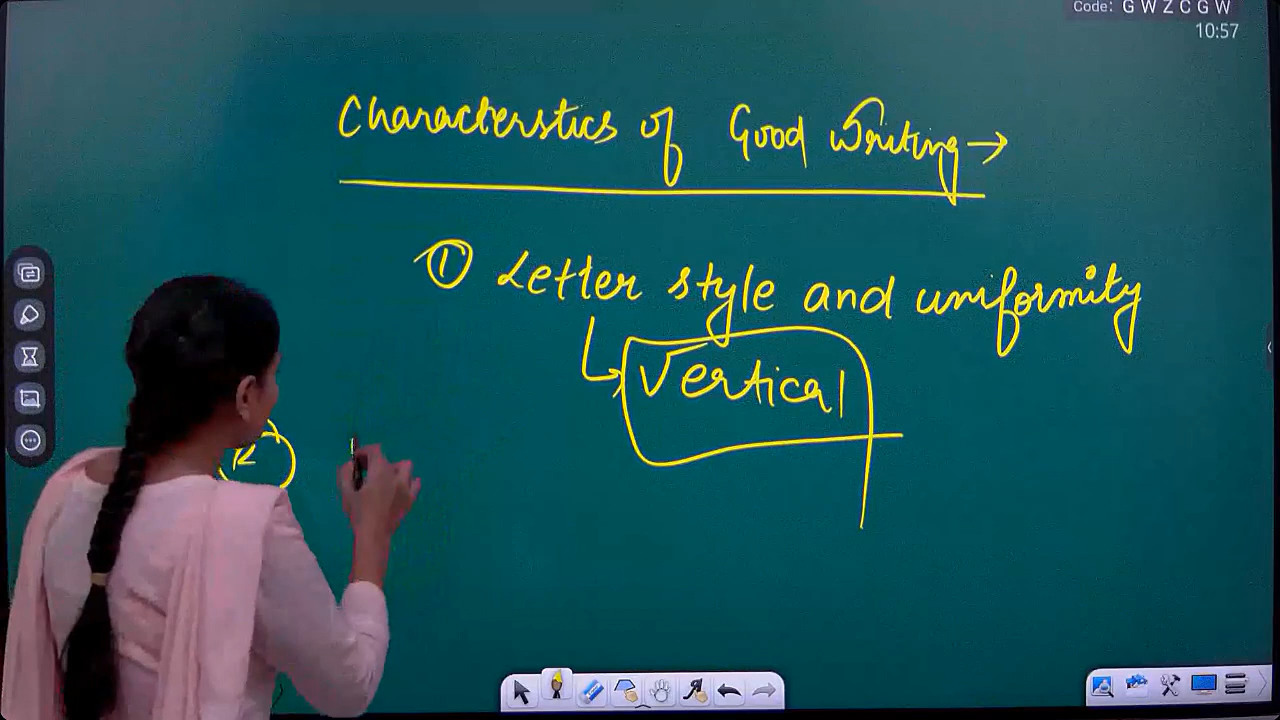 Code: G W Z C G W
10:57
Characterstics of Good Writing →
① Letter style and uniformity
Vertical